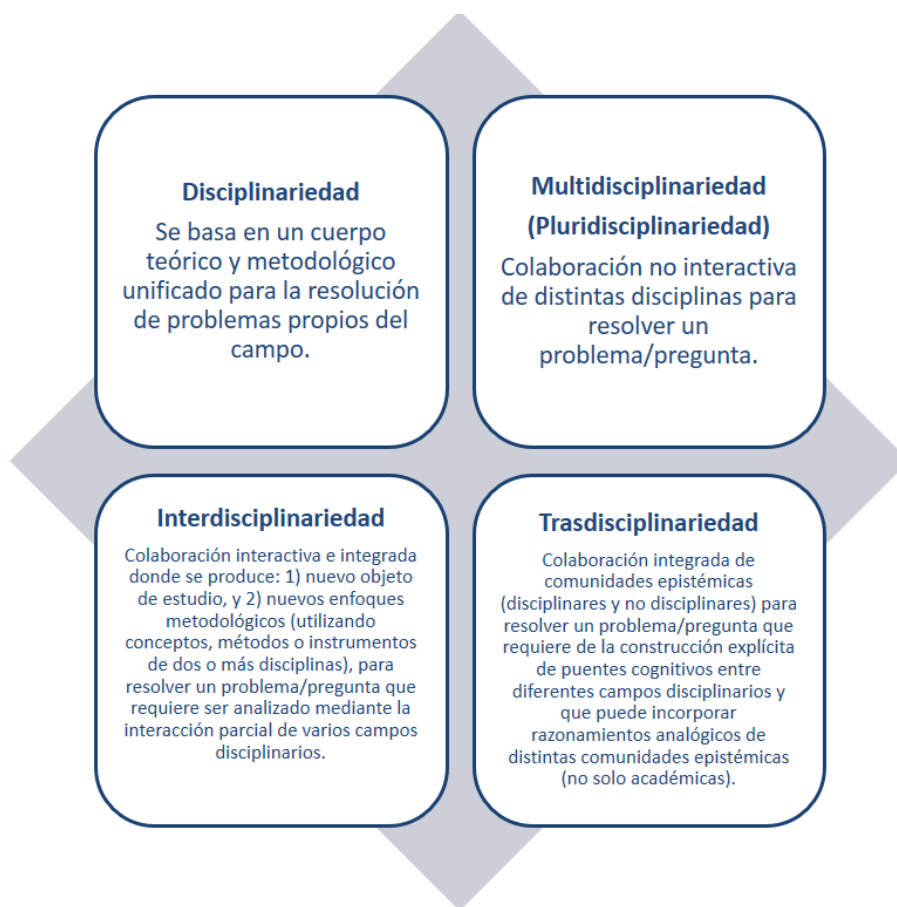 Disciplinariedad
Se basa en un cuerpo
teórico y metodológico
unificado para la resolución
de problemas propios del
campo.
Multidisciplinariedad
(Pluridisciplinariedad)
Colaboración no interactiva
de distintas disciplinas para
resolver un
problema/pregunta.
Interdisciplinariedad
Colaboración interactiva e integrada
donde se produce: 1) nuevo objeto
de estudio, y 2) nuevos enfoques
metodológicos (utilizando
conceptos, métodos o instrumentos
de dos o más disciplinas), para
resolver un problema/pregunta que
requiere ser analizado mediante la
interacción parcial de varios campos
disciplinarios.
Trasdisciplinariedad
Colaboración integrada de
comunidades epistémicas
(disciplinares y no disciplinares) para
resolver un problema/pregunta que
requiere de la construcción explícita
de puentes cognitivos entre
diferentes campos disciplinarios y
que puede incorporar
razonamientos analógicos de
distintas comunidades epistémicas
(no solo académicas).